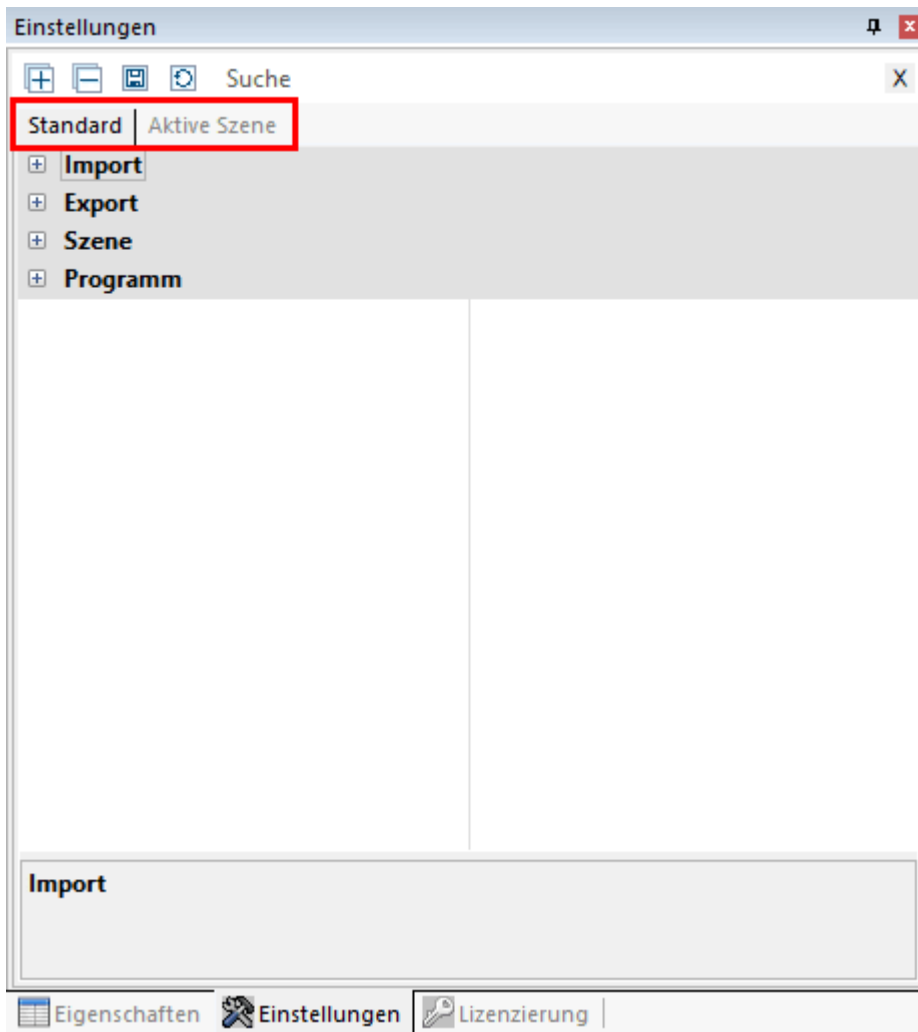 Einstellungen
Suche X
Standard Aktive Szene
Import
Export
Szene
Programm
Import
Eigenschaften Einstellungen Lizenzierung